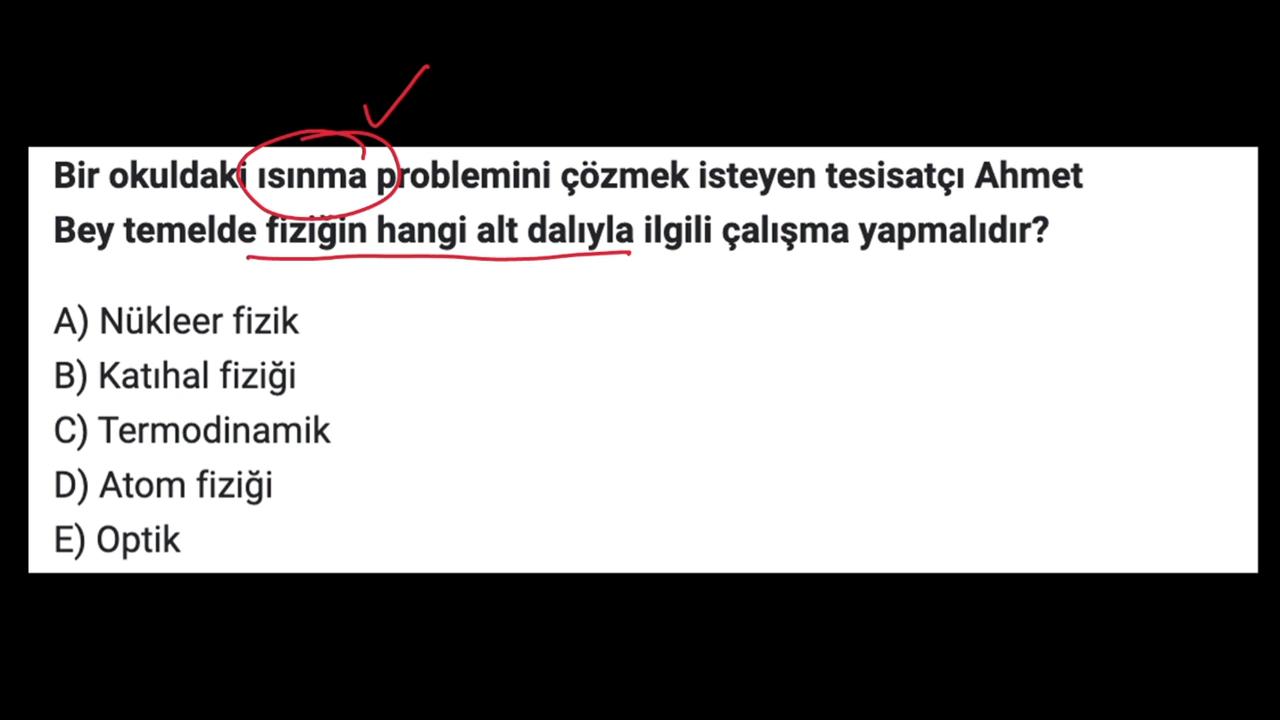 Bir okuldaki ısınma problemini çözmek isteyen tesisatçı Ahmet
Bey temelde fiziğin hangi alt dalıyla ilgili çalışma yapmalıdır?
A) Nükleer fizik
B) Katıhal fiziği
C) Termodinamik
D) Atom fiziği
E) Optik